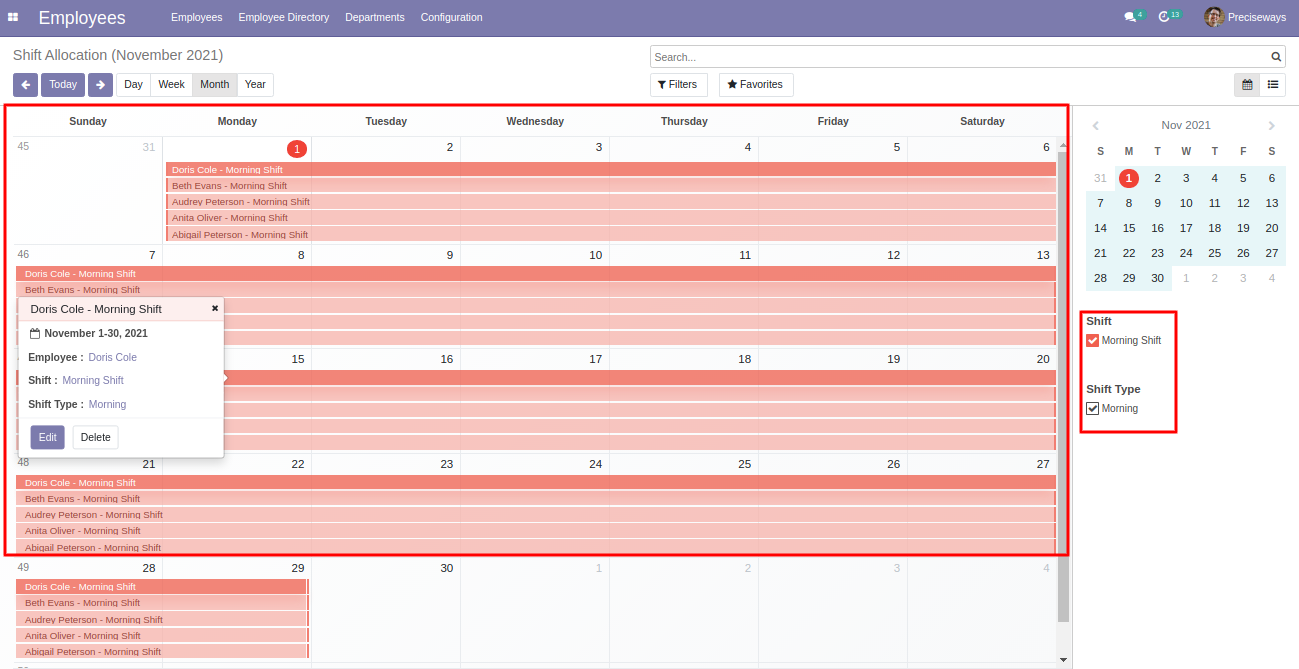 Employees Employees Employee Directory Departments Configuration 4 13 Preciseways
Shift Allocation (November 2021) Search...
Today Day Week Month Year Filters Favorites
Sunday Monday Tuesday Wednesday Thursday Friday Saturday
45 31 1 2 3 4 5 6
Doris Cole - Morning Shift
Beth Evans - Morning Shift
Audrey Peterson - Morning Shift
Anita Oliver - Morning Shift
Abigail Peterson - Morning Shift
46 7 8 9 10 11 12 13
Doris Cole - Morning Shift
Beth Evans - Morning Shift
Doris Cole - Morning Shift
November 1-30, 2021
Employee : Doris Cole
Shift : Morning Shift
Shift Type : Morning
Edit Delete
15 16 17 18 19 20
48 21 22 23 24 25 26 27
Doris Cole - Morning Shift
Beth Evans - Morning Shift
Audrey Peterson - Morning Shift
Anita Oliver - Morning Shift
Abigail Peterson - Morning Shift
49 28 29 30 1 2 3 4
Doris Cole - Morning Shift
Beth Evans - Morning Shift
Audrey Peterson - Morning Shift
Anita Oliver - Morning Shift
Abigail Peterson - Morning Shift
Nov 2021
S M T W T F S
31 1 2 3 4 5 6
7 8 9 10 11 12 13
14 15 16 17 18 19 20
21 22 23 24 25 26 27
28 29 30 1 2 3 4
Shift
Morning Shift
Shift Type
Morning